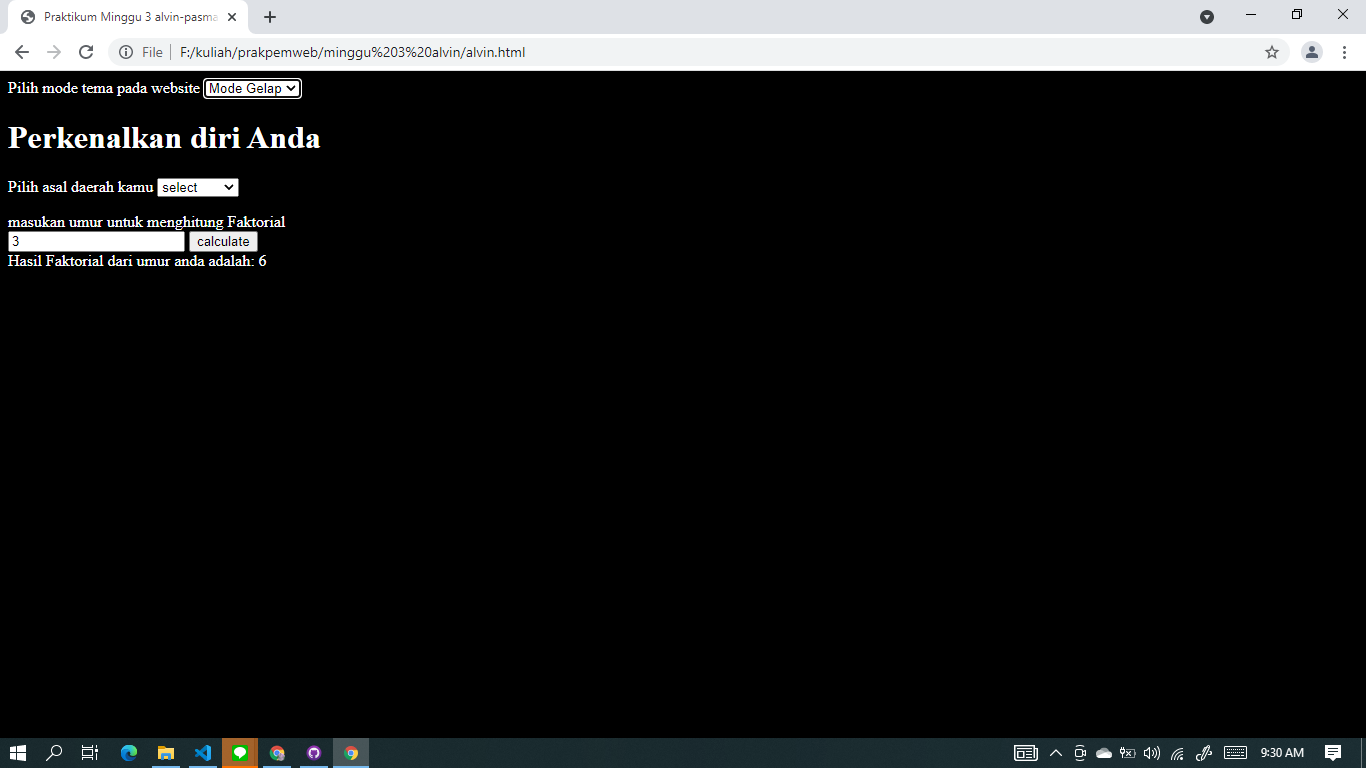 Praktikum Minggu 3 alvin-pasma
File F:/kuliah/prakpemweb/minggu%203%20alvin/alvin.html
Pilih mode tema pada website Mode Gelap
Perkenalkan diri Anda
Pilih asal daerah kamu select
masukan umur untuk menghitung Faktorial
3 calculate
Hasil Faktorial dari umur anda adalah: 6
9:30 AM